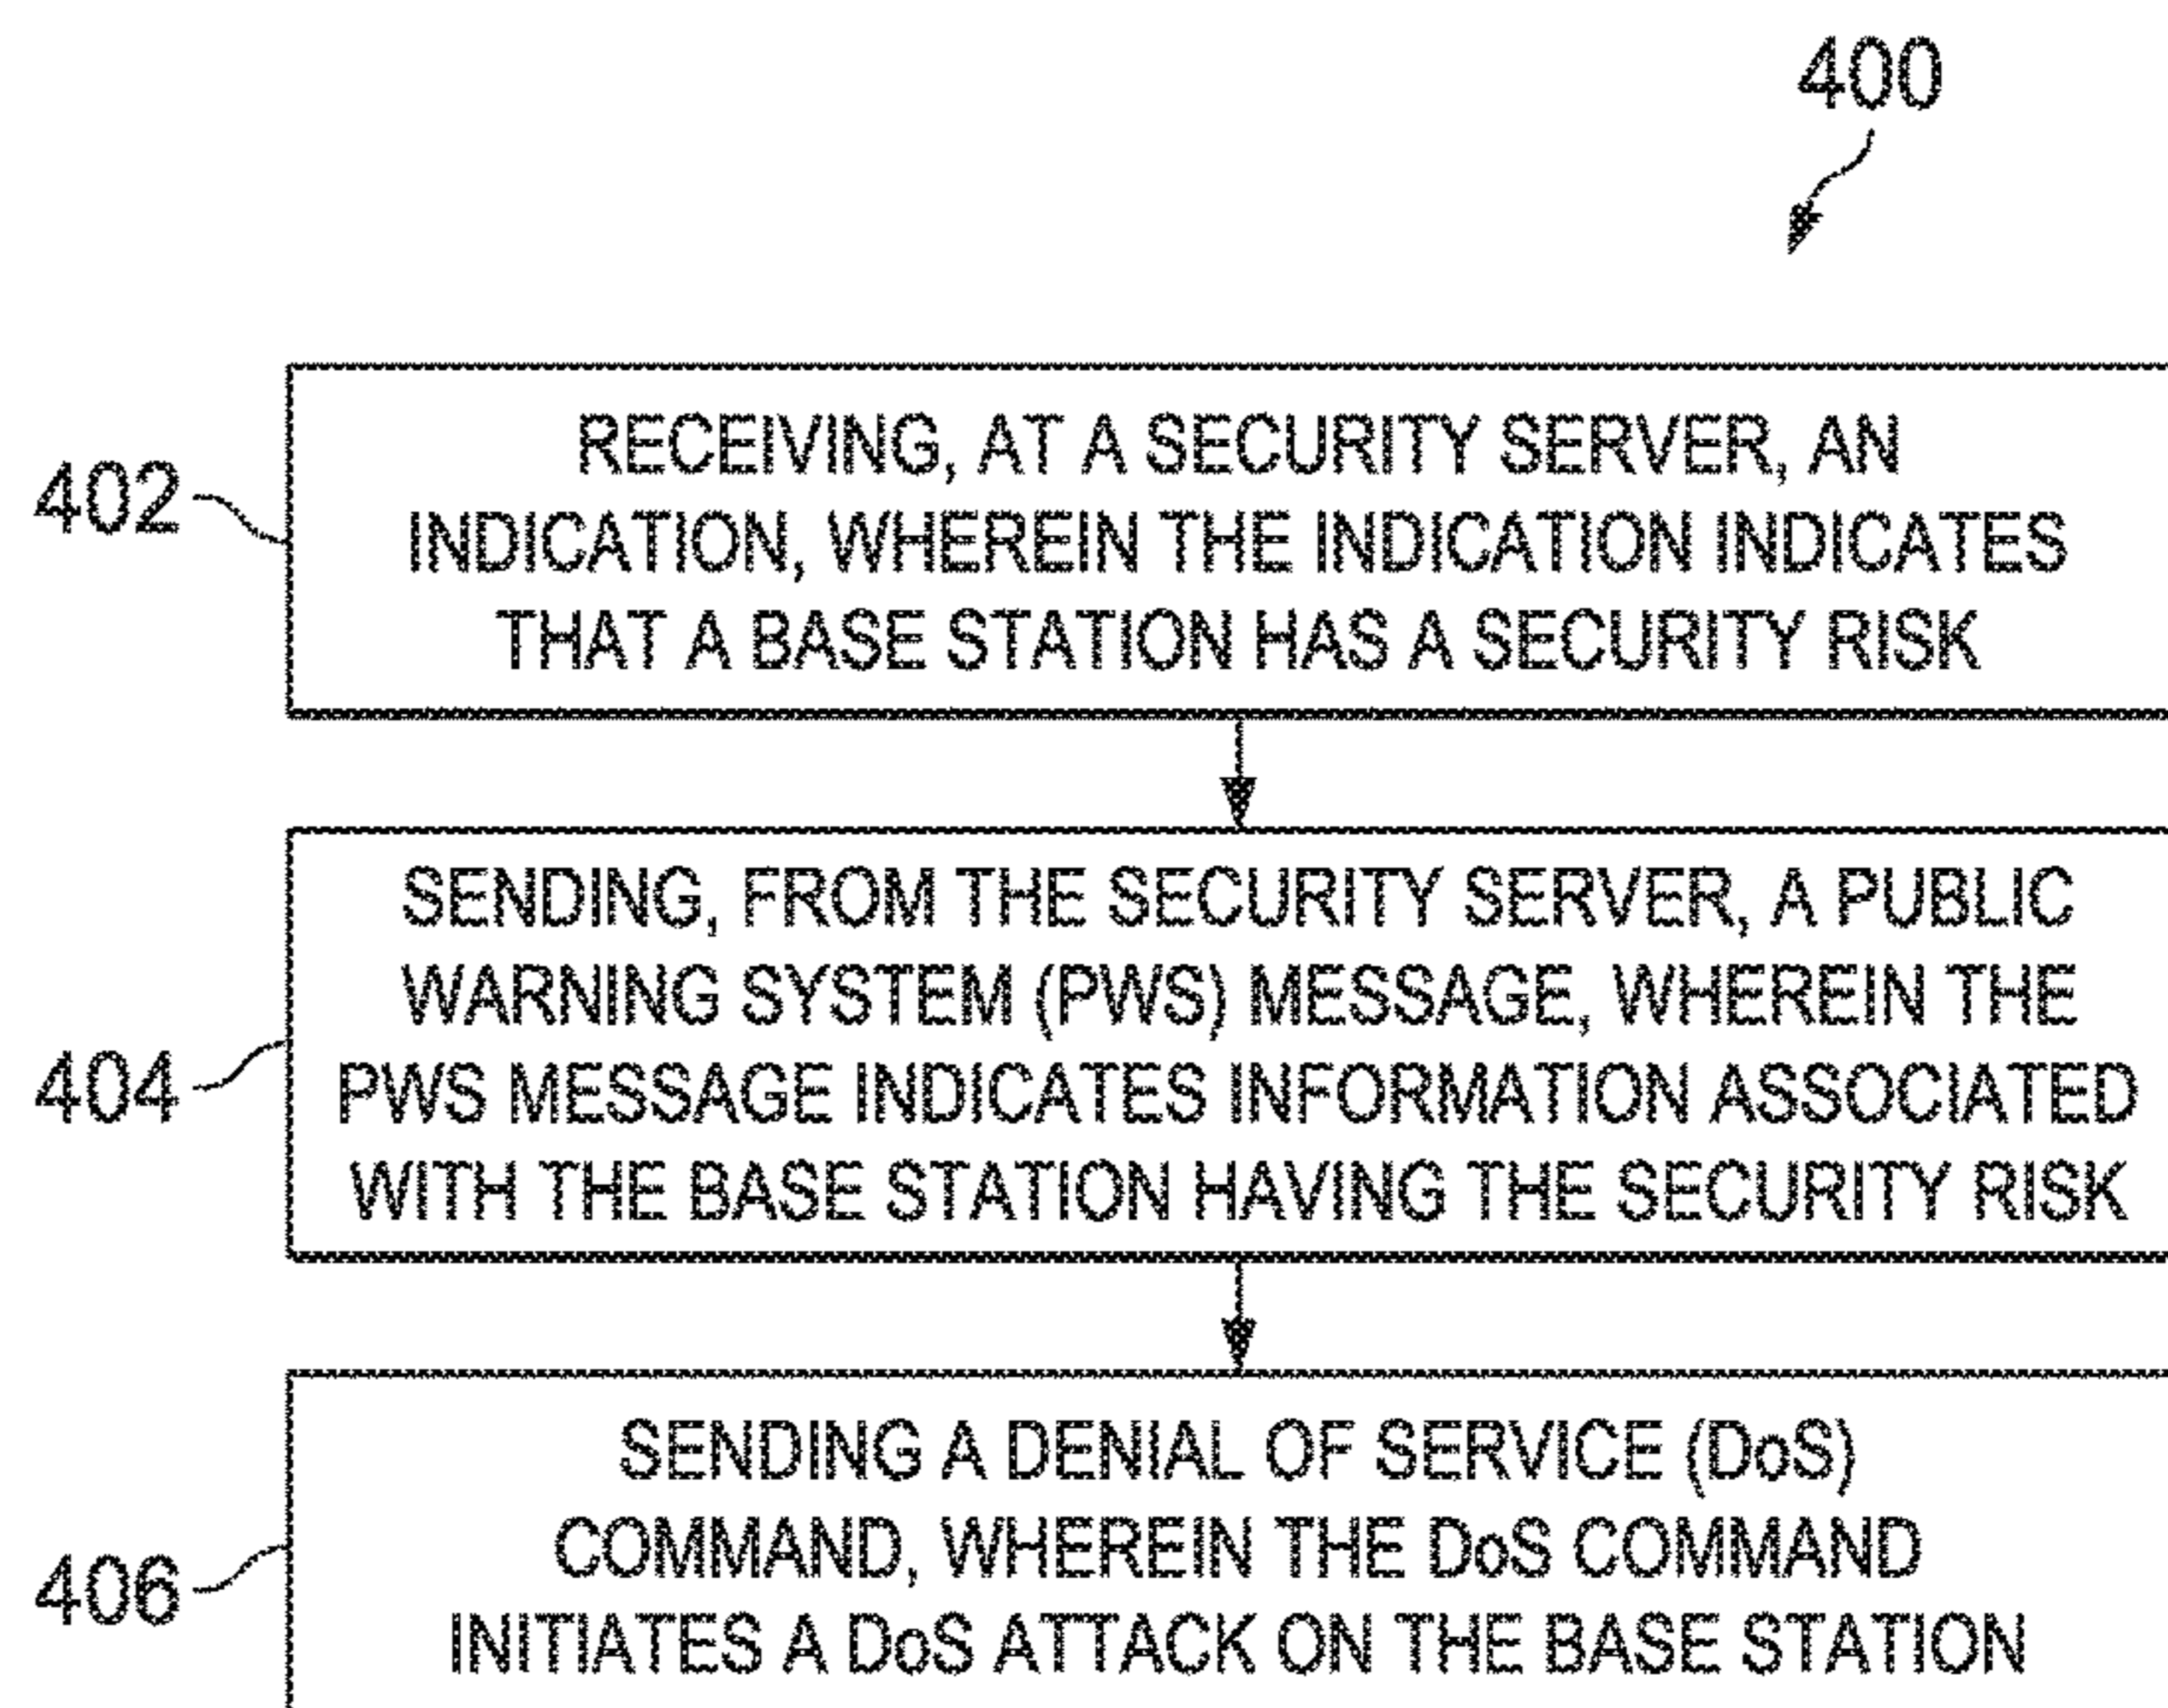 400
402
RECEIVING, AT A SECURITY SERVER, AN
INDICATION, WHEREIN THE INDICATION INDICATES
THAT A BASE STATION HAS A SECURITY RISK
404
SENDING, FROM THE SECURITY SERVER, A PUBLIC
WARNING SYSTEM (PWS) MESSAGE, WHEREIN THE
PWS MESSAGE INDICATES INFORMATION ASSOCIATED
WITH THE BASE STATION HAVING THE SECURITY RISK
406
SENDING A DENIAL OF SERVICE (DoS)
COMMAND, WHEREIN THE DoS COMMAND
INITIATES A DoS ATTACK ON THE BASE STATION